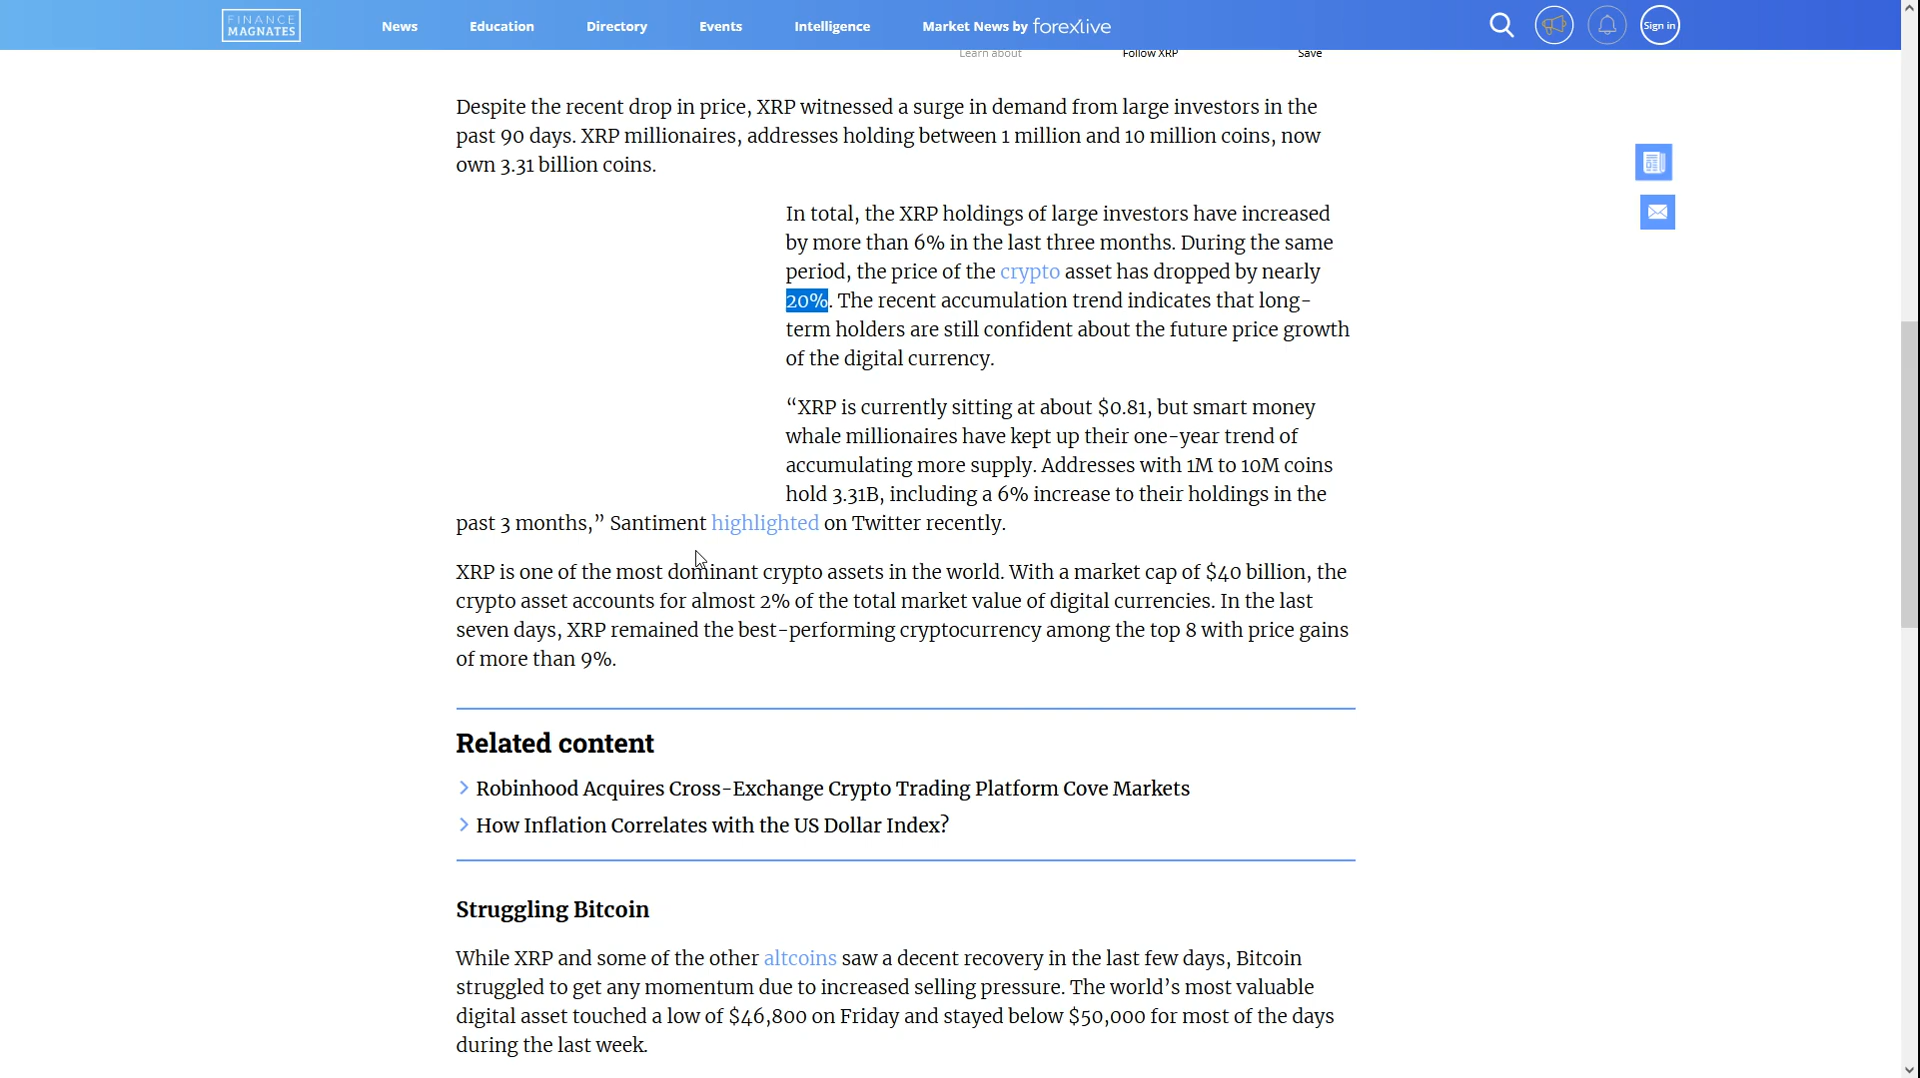 FINANCE
MAGNATES
News
Education
Directory
Events
Intelligence
Market News by forexlive
Sign in
Learn about
Follow XRP
Save
Despite the recent drop in price, XRP witnessed a surge in demand from large investors in the
past 90 days. XRP millionaires, addresses holding between 1 million and 10 million coins, now
own 3.31 billion coins.
In total, the XRP holdings of large investors have increased
by more than 6% in the last three months. During the same
period, the price of the crypto asset has dropped by nearly
20%. The recent accumulation trend indicates that long-
term holders are still confident about the future price growth
of the digital currency.
“XRP is currently sitting at about $0.81, but smart money
whale millionaires have kept up their one-year trend of
accumulating more supply. Addresses with 1M to 10M coins
hold 3.31B, including a 6% increase to their holdings in the
past 3 months,” Santiment highlighted on Twitter recently.
XRP is one of the most dominant crypto assets in the world. With a market cap of $40 billion, the
crypto asset accounts for almost 2% of the total market value of digital currencies. In the last
seven days, XRP remained the best-performing cryptocurrency among the top 8 with price gains
of more than 9%.
Related content
Robinhood Acquires Cross-Exchange Crypto Trading Platform Cove Markets
How Inflation Correlates with the US Dollar Index?
Struggling Bitcoin
While XRP and some of the other altcoins saw a decent recovery in the last few days, Bitcoin
struggled to get any momentum due to increased selling pressure. The world’s most valuable
digital asset touched a low of $46,800 on Friday and stayed below $50,000 for most of the days
during the last week.